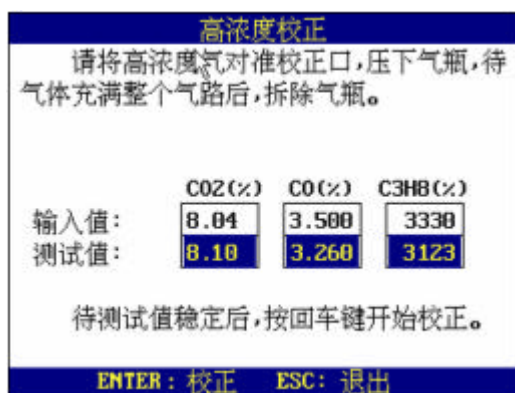 高浓度校正
请将高浓度气对准校正口,压下气瓶,待
气体充满整个气路后,拆除气瓶。
CO2(%) CO(%) C3H8(%)
输入值: 8.04 3.500 3330
测试值: 8.10 3.260 3123
待测试值稳定后,按回车键开始校正。
ENTER: 校正 ESC: 退出